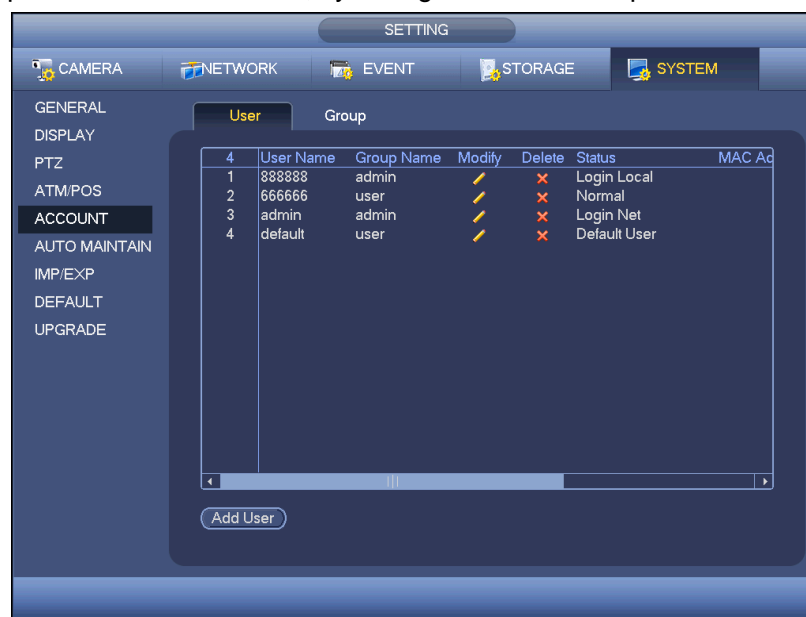 SETTING
CAMERA NETWORK EVENT STORAGE SYSTEM
GENERAL
DISPLAY
PTZ
ATM/POS
ACCOUNT
AUTO MAINTAIN
IMP/EXP
DEFAULT
UPGRADE
User Group
4 User Name Group Name Modify Delete Status MAC Ad
1 888888 admin Login Local
2 666666 user Normal
3 admin admin Login Net
4 default user Default User
Add User